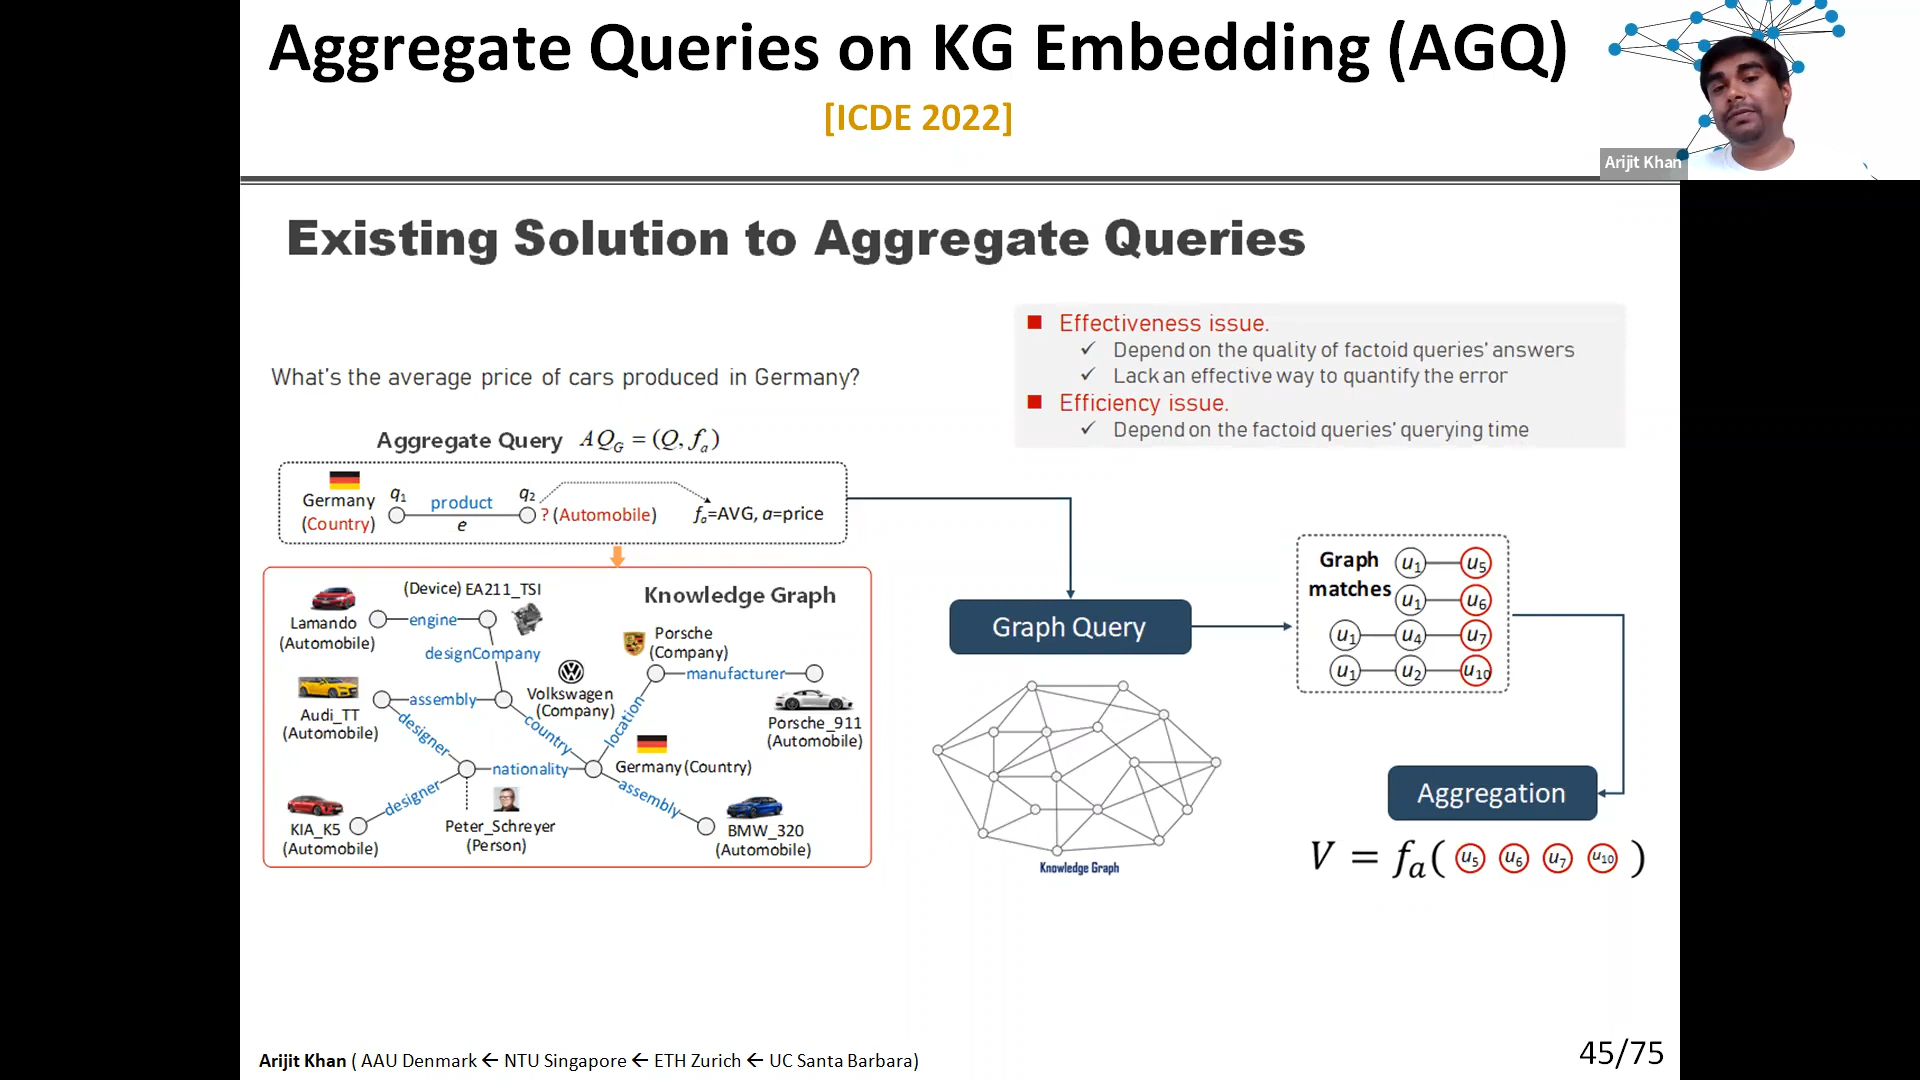 Aggregate Queries on KG Embedding (AGQ)
[ICDE 2022]
Arijit Khan
Existing Solution to Aggregate Queries
Effectiveness issue.
✓ Depend on the quality of factoid queries' answers
✓ Lack an effective way to quantify the error
Efficiency issue.
✓ Depend on the factoid queries' querying time
What's the average price of cars produced in Germany?
Aggregate Query AQ_G = (Q, f_a)
Germany
(Country)
q1
product
e
q2
? (Automobile)
f_a=AVG, a=price
Knowledge Graph
(Device) EA211_TSI
Lamando
(Automobile)
engine
designCompany
Porsche
(Company)
manufacturer
Porsche_911
(Automobile)
Audi_TT
(Automobile)
assembly
Volkswagen
(Company)
designer
country
location
nationality
Germany (Country)
designer
assembly
KIA_K5
(Automobile)
Peter_Schreyer
(Person)
BMW_320
(Automobile)
Graph Query
Knowledge Graph
Graph
matches
u1 u5
u1 u6
u1 u4 u7
u1 u2 u10
Aggregation
V = f_a( u5 u6 u7 u10 )
Arijit Khan ( AAU Denmark ← NTU Singapore ← ETH Zurich ← UC Santa Barbara)
45/75